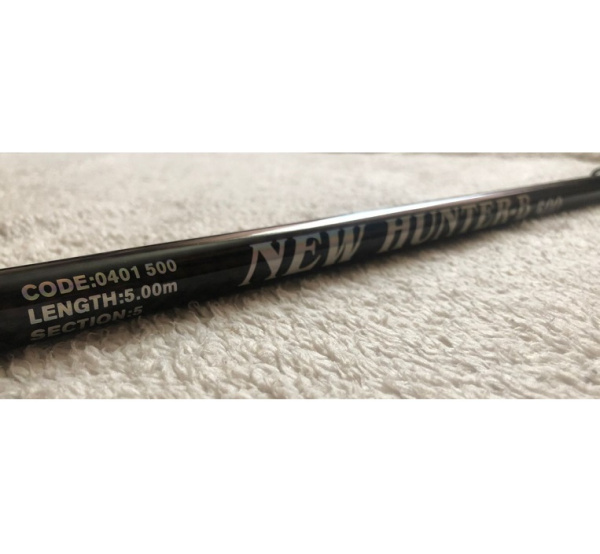 CODE:0401 500
LENGTH:5.00m
SECTION:5
NEW HUNTER-B 500